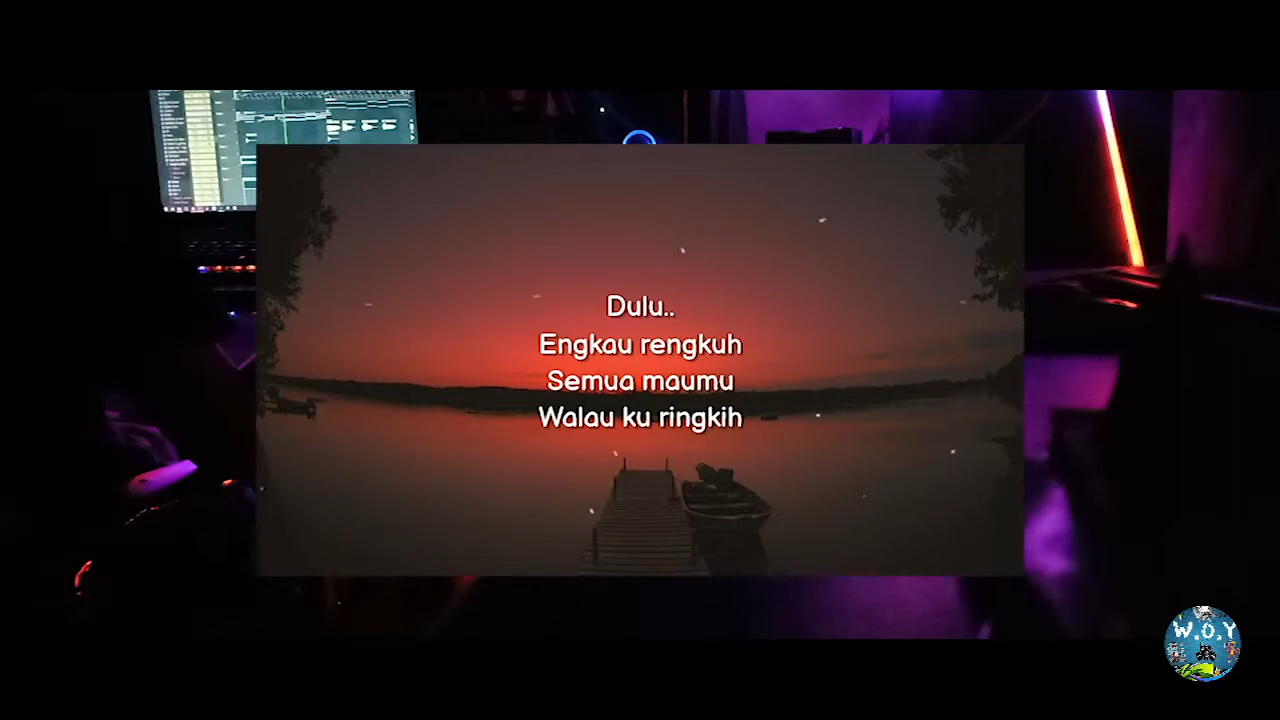 Dulu..
Engkau rengkuh
Semua maumu
Walau ku ringkih
W.O.Y